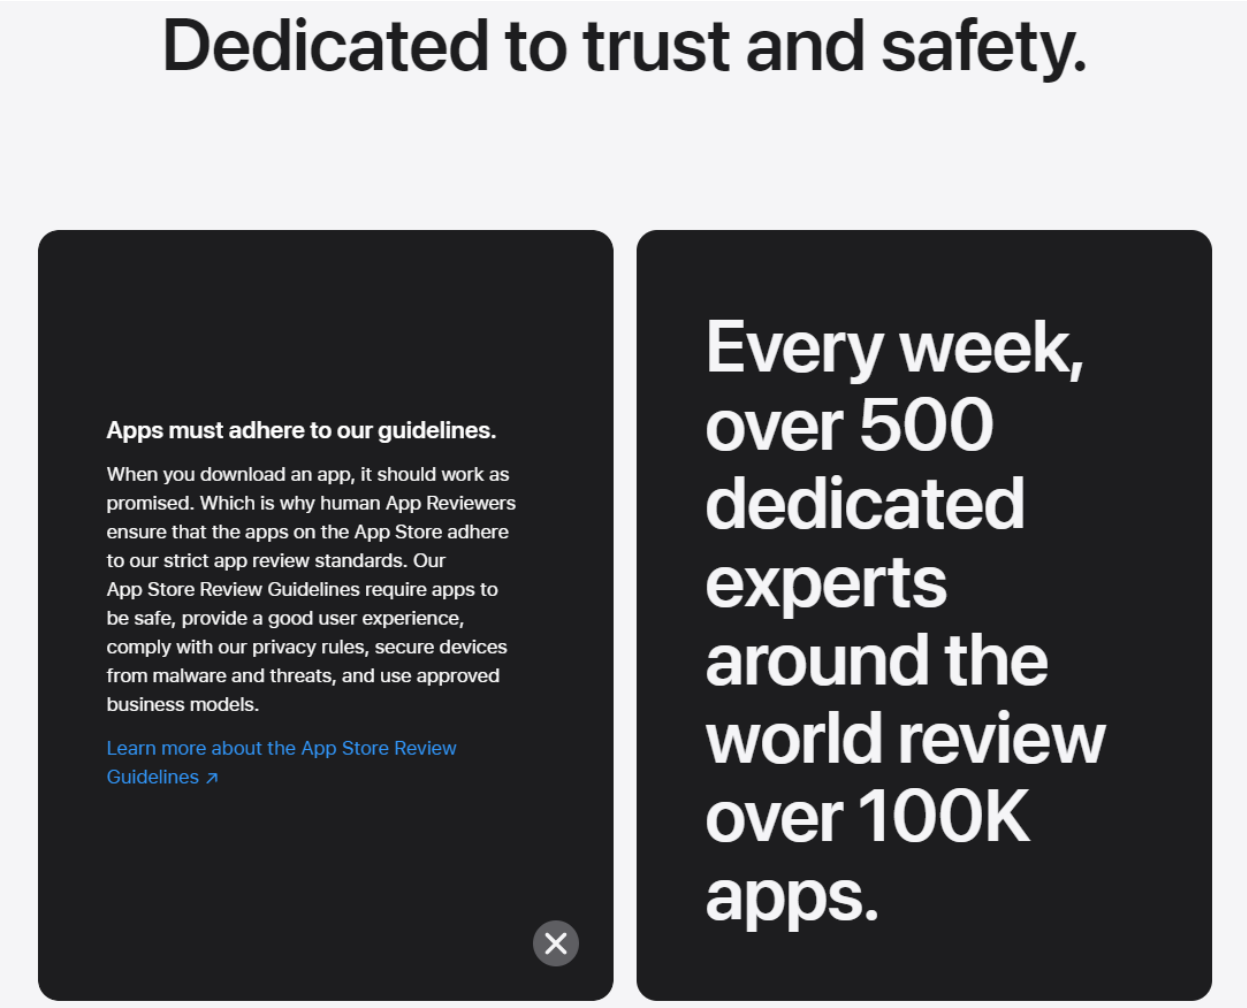 Dedicated to trust and safety.
Apps must adhere to our guidelines.
When you download an app, it should work as
promised. Which is why human App Reviewers
ensure that the apps on the App Store adhere
to our strict app review standards. Our
App Store Review Guidelines require apps to
be safe, provide a good user experience,
comply with our privacy rules, secure devices
from malware and threats, and use approved
business models.
Learn more about the App Store Review
Guidelines ↗
Every week,
over 500
dedicated
experts
around the
world review
over 100K
apps.